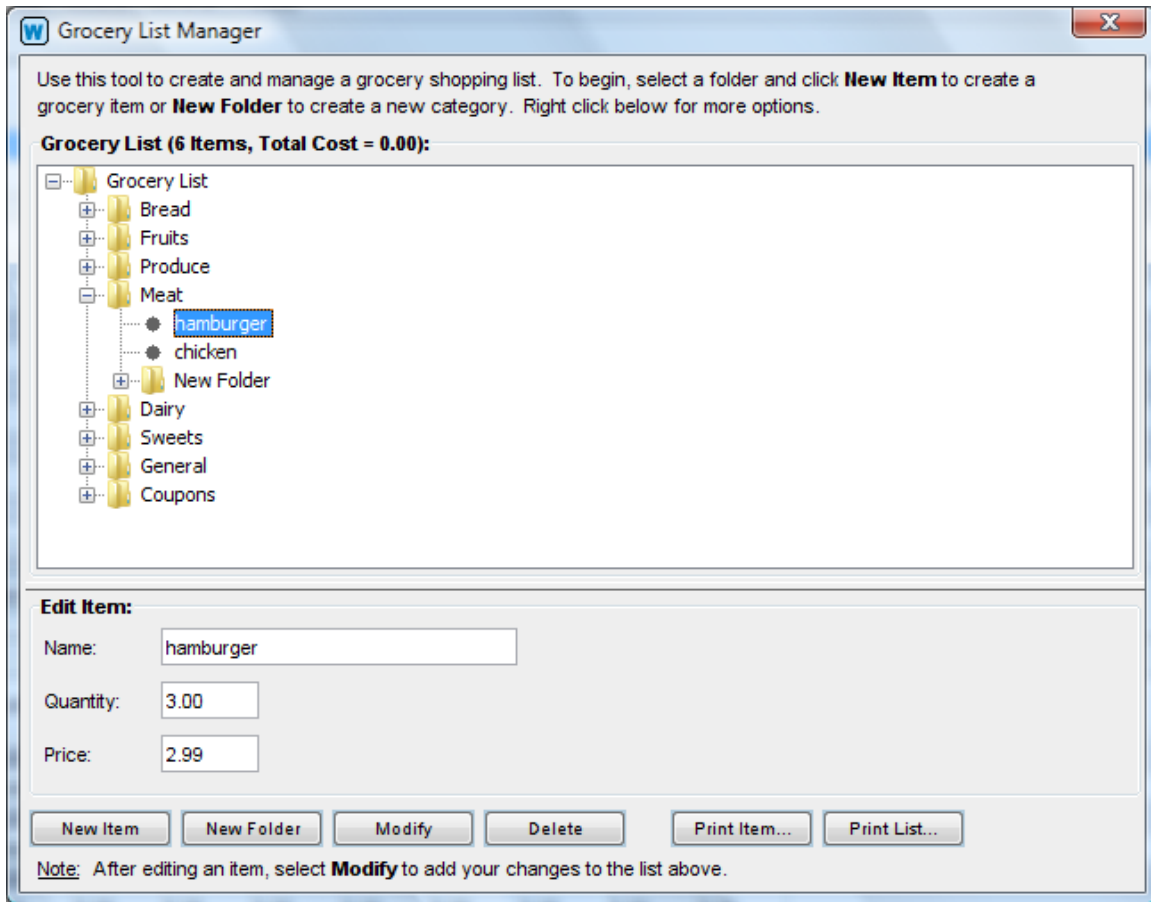 W Grocery List Manager X
Use this tool to create and manage a grocery shopping list. To begin, select a folder and click New Item to create a
grocery item or New Folder to create a new category. Right click below for more options.
Grocery List (6 Items, Total Cost = 0.00):
Grocery List
Bread
Fruits
Produce
Meat
hamburger
chicken
New Folder
Dairy
Sweets
General
Coupons
Edit Item:
Name: hamburger
Quantity: 3.00
Price: 2.99
New Item New Folder Modify Delete Print Item... Print List...
Note: After editing an item, select Modify to add your changes to the list above.